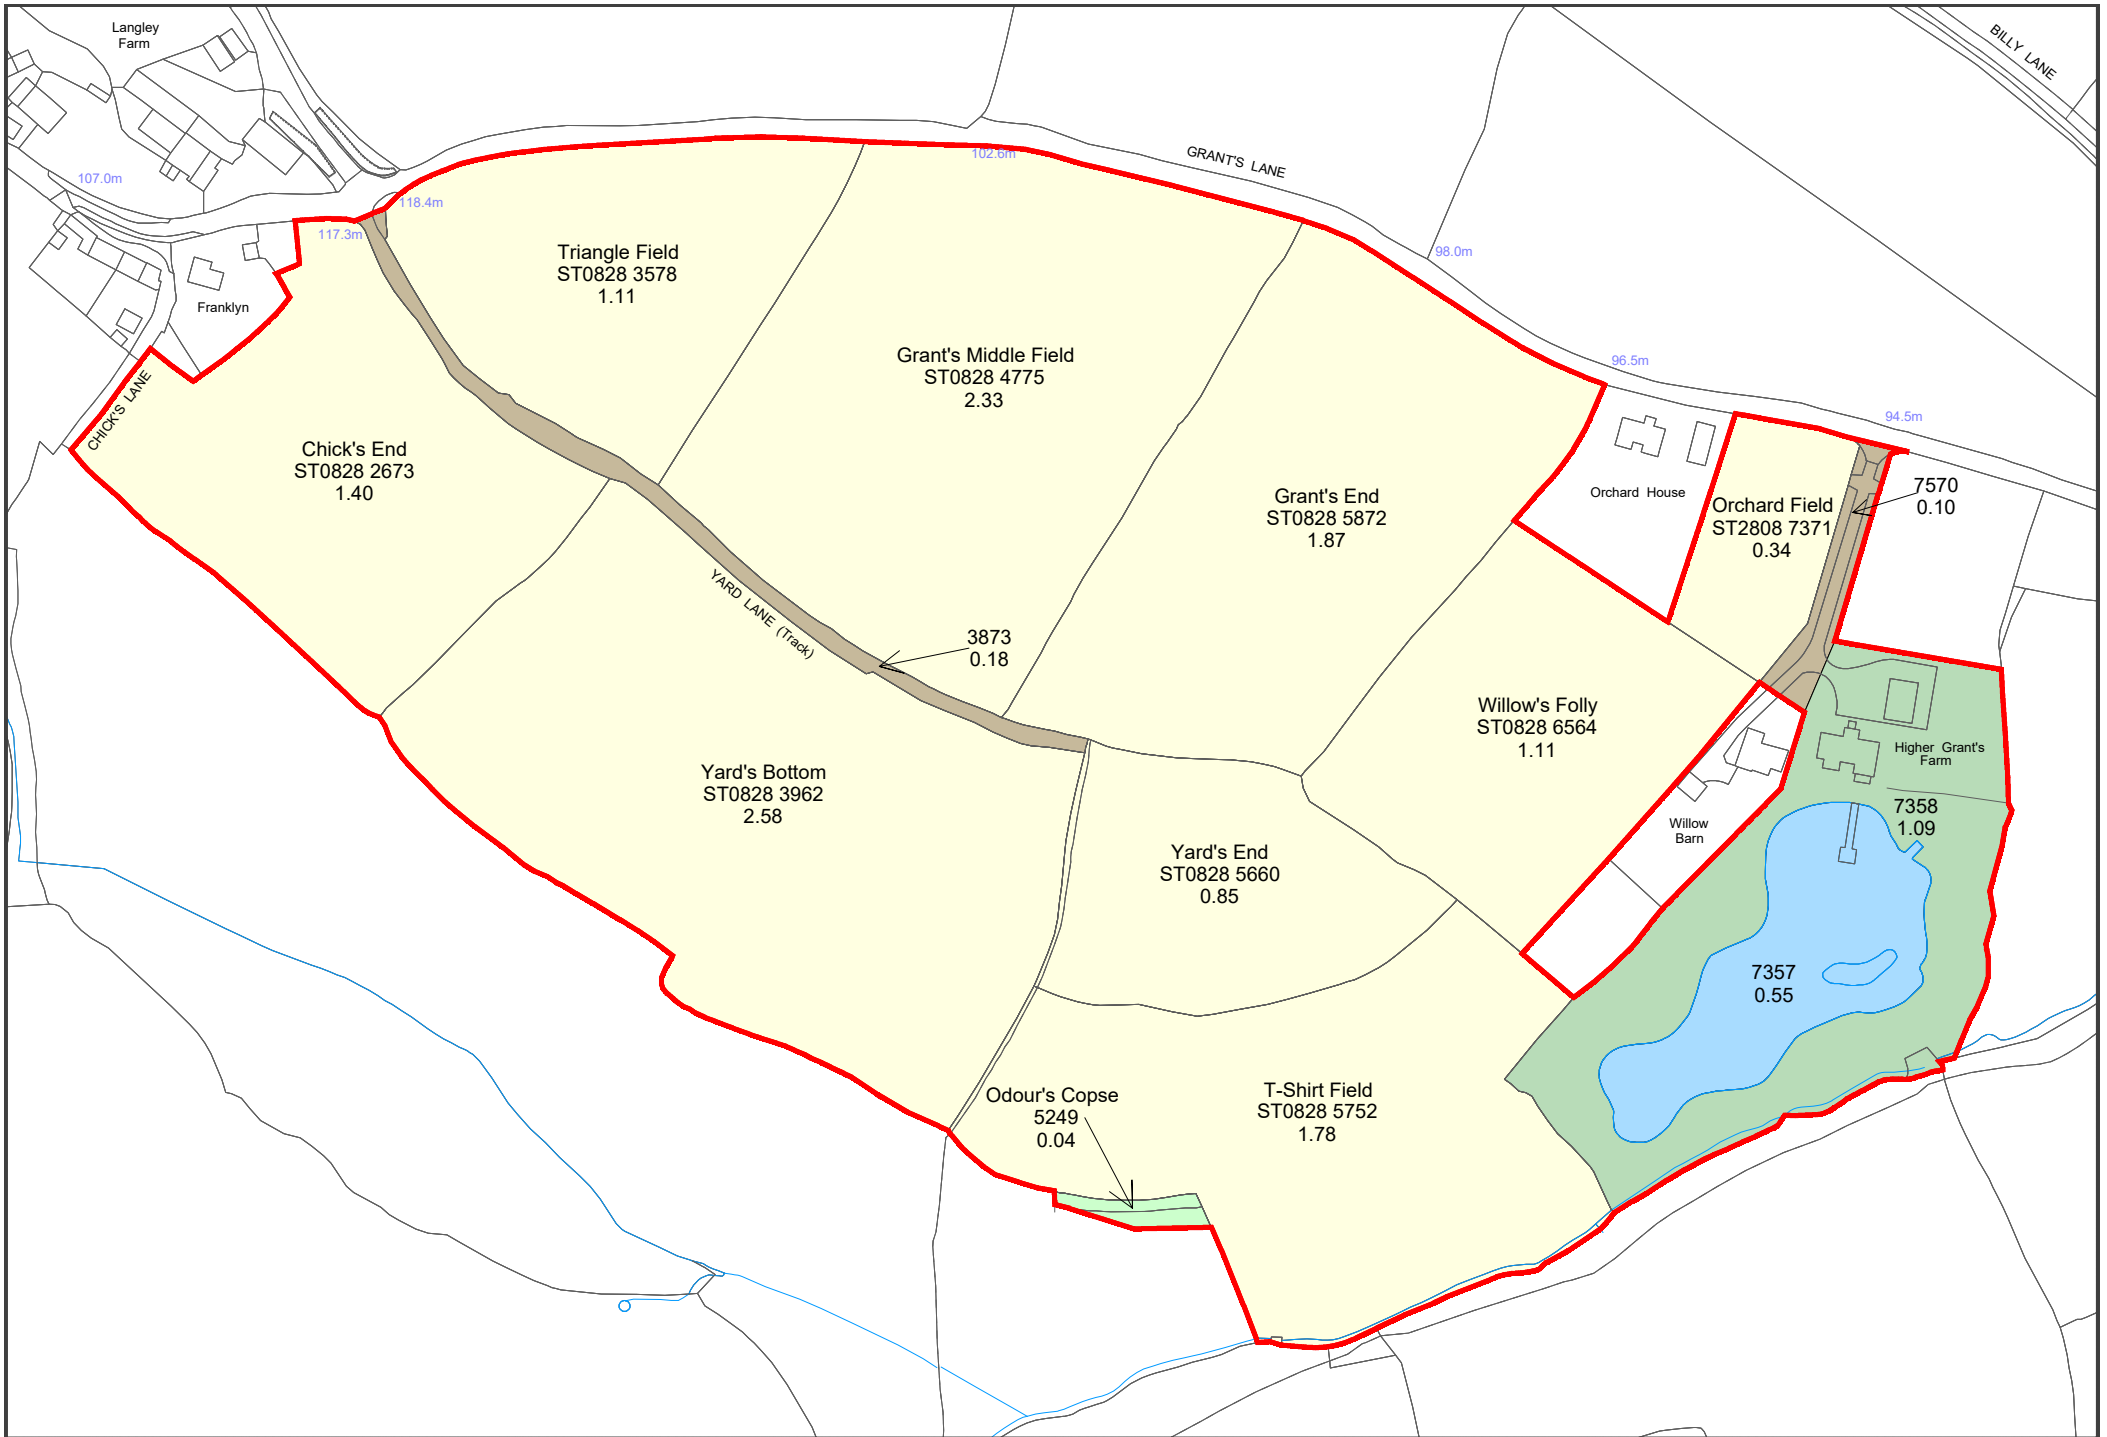 Langley
Farm
BILLY LANE
107.0m
118.4m
117.3m
102.6m
GRANT'S LANE
98.0m
96.5m
94.5m
Franklyn
CHICK'S LANE
Triangle Field
ST0828 3578
1.11
Grant's Middle Field
ST0828 4775
2.33
Chick's End
ST0828 2673
1.40
Grant's End
ST0828 5872
1.87
Orchard House
Orchard Field
ST2808 7371
0.34
7570
0.10
YARD LANE (Track)
3873
0.18
Willow's Folly
ST0828 6564
1.11
Higher Grant's
Farm
Yard's Bottom
ST0828 3962
2.58
Yard's End
ST0828 5660
0.85
Willow
Barn
7358
1.09
7357
0.55
Odour's Copse
5249
0.04
T-Shirt Field
ST0828 5752
1.78